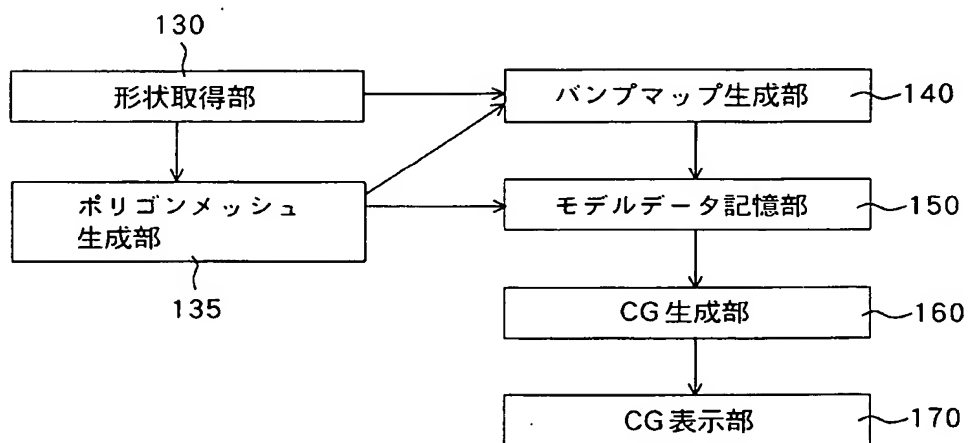 130
形状取得部
バンプマップ生成部
140
ポリゴンメッシュ
生成部
135
モデルデータ記憶部
150
CG生成部
160
CG表示部
170